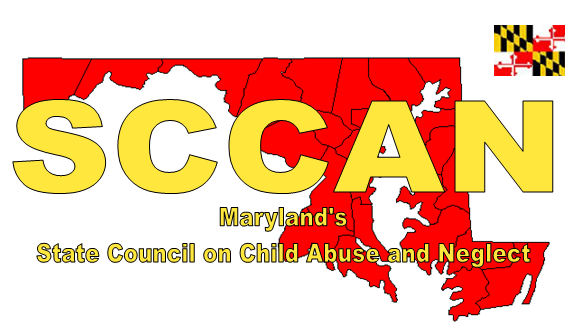 SCCAN
Maryland's
State Council on Child Abuse and Neglect